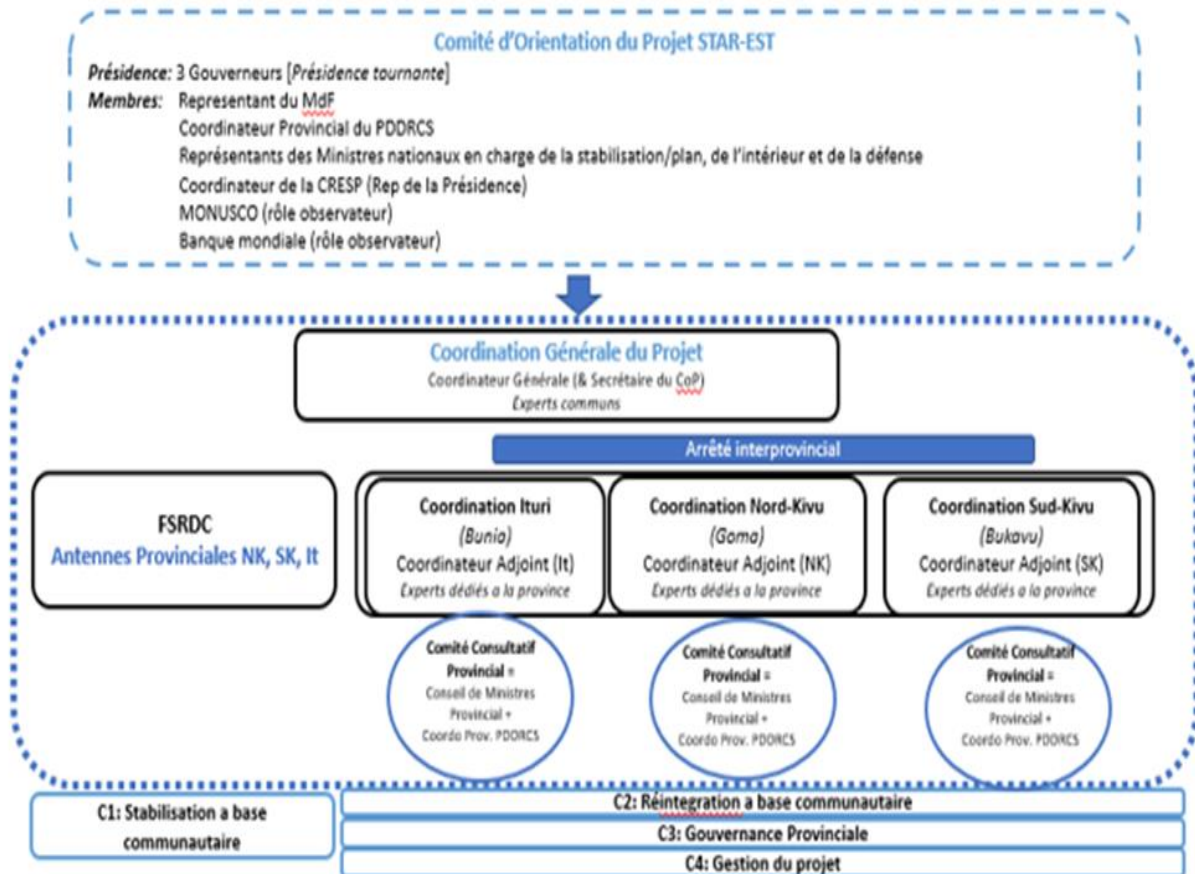 Comité d'Orientation du Projet STAR-EST
Présidence: 3 Gouverneurs [Présidence tournante]
Membres: Representant du MdF
Coordinateur Provincial du PDDRCS
Représentants des Ministres nationaux en charge de la stabilisation/plan, de l'intérieur et de la défense
Coordinateur de la CRESP (Rep de la Présidence)
MONUSCO (rôle observateur)
Banque mondiale (rôle observateur)
Coordination Générale du Projet
Coordinateur Générale (& Secrétaire du CoP)
Experts communs
Arrêté interprovincial
FSRDC
Antennes Provinciales NK, SK, It
Coordination Ituri
(Bunia)
Coordinateur Adjoint (It)
Experts dédiés a la province
Coordination Nord-Kivu
(Goma)
Coordinateur Adjoint (NK)
Experts dédiés a la province
Coordination Sud-Kivu
(Bukavu)
Coordinateur Adjoint (SK)
Experts dédiés a la province
Comité Consultatif
Provincial =
Conseil de Ministres
Provincial +
Coordo Prov. PDDRCS
Comité Consultatif
Provincial =
Conseil de Ministres
Provincial +
Coordo Prov. PDDRCS
Comité Consultatif
Provincial =
Conseil de Ministres
Provincial +
Coordo Prov. PDDRCS
C1: Stabilisation a base
communautaire
C2: Réintegration a base communautaire
C3: Gouvernance Provinciale
C4: Gestion du projet